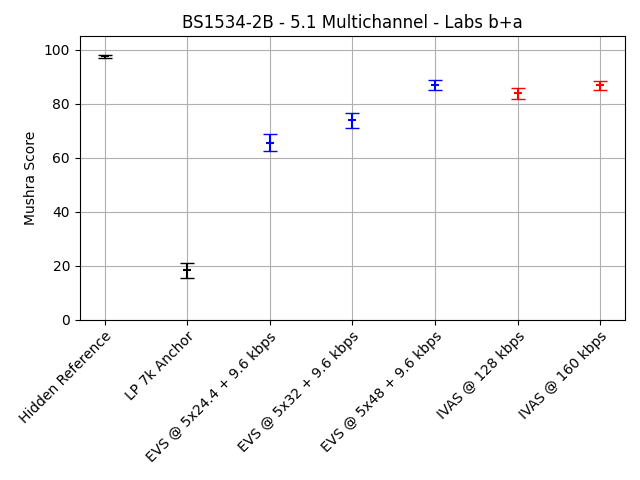 BS1534-2B - 5.1 Multichannel - Labs b+a
Mushra Score
100
80
60
40
20
0
Hidden Reference
LP 7k Anchor
EVS @ 5x24.4 + 9.6 kbps
EVS @ 5x32 + 9.6 kbps
EVS @ 5x48 + 9.6 kbps
IVAS @ 128 kbps
IVAS @ 160 kbps